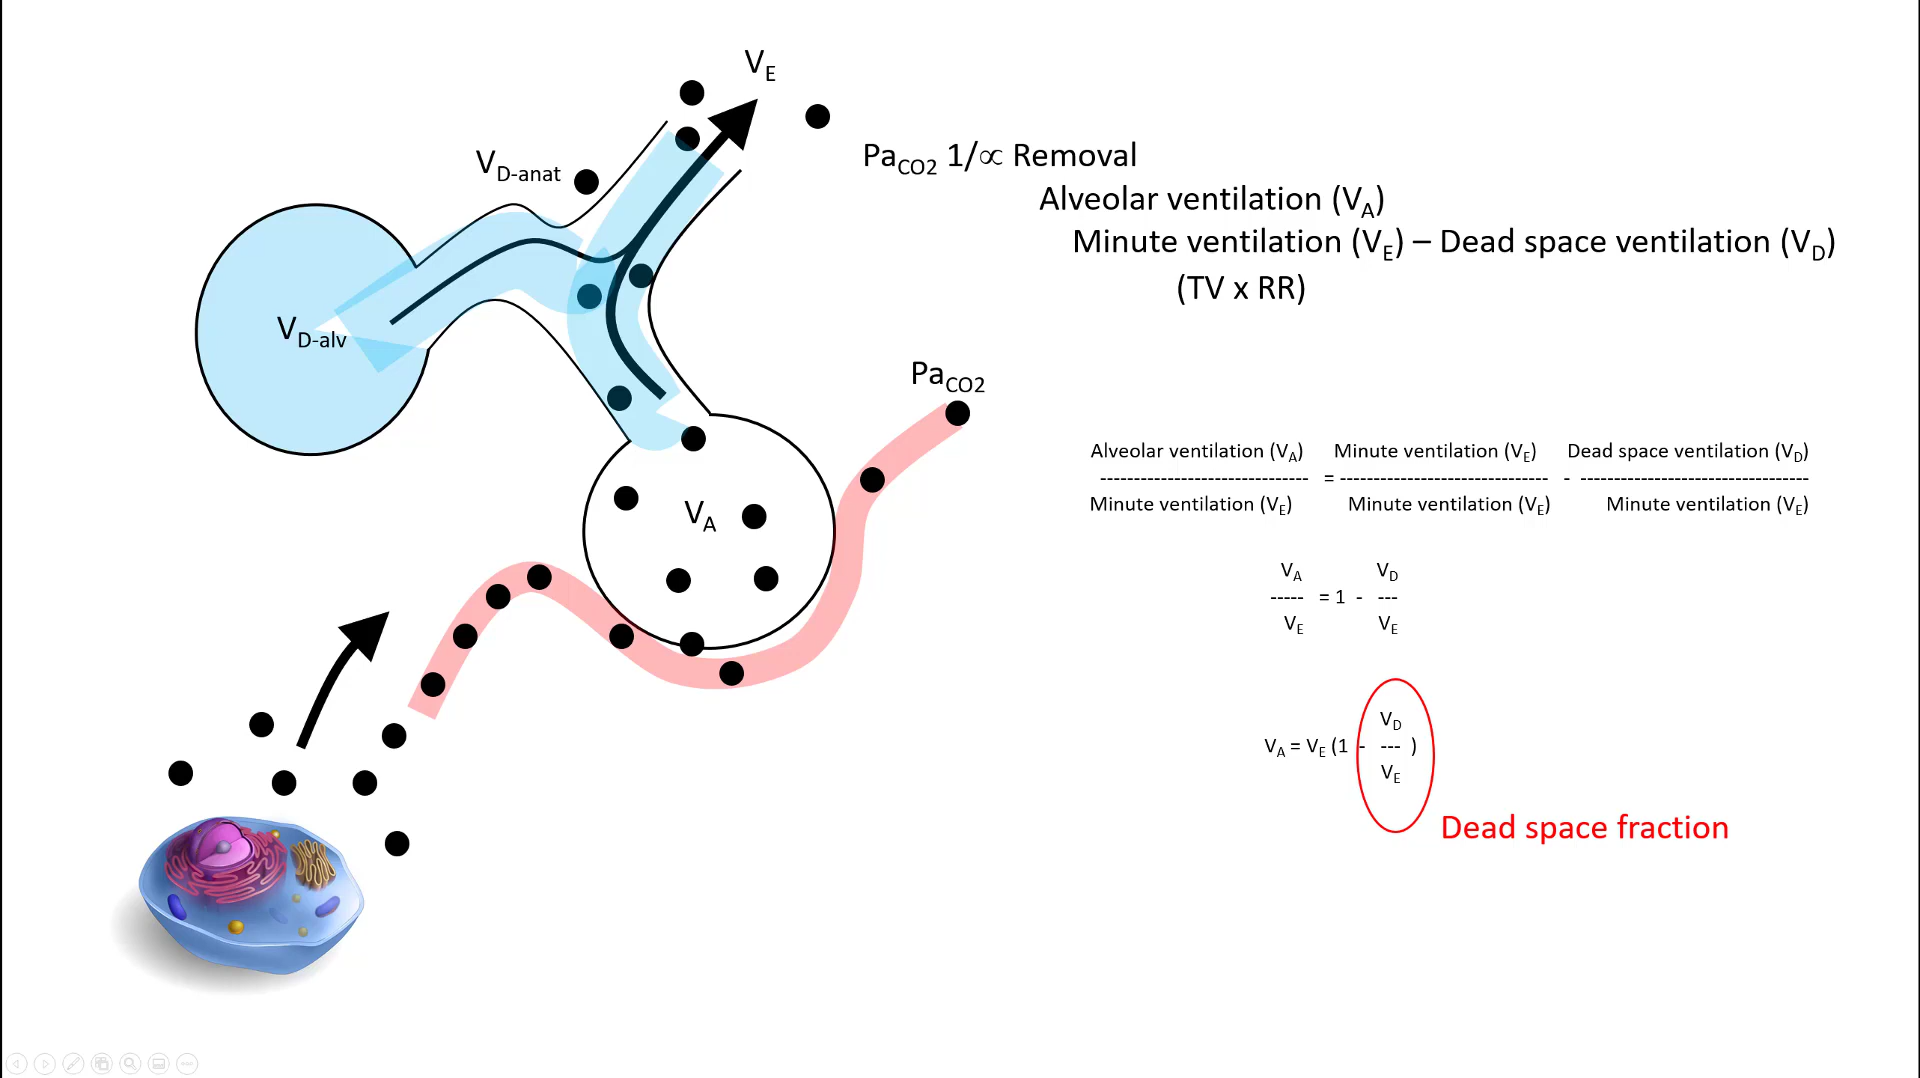 VE
VD-anat
PaCO2 1/∝ Removal
Alveolar ventilation (VA)
Minute ventilation (VE) – Dead space ventilation (VD)
(TV x RR)
VD-alv
PaCO2
VA
Alveolar ventilation (VA) Minute ventilation (VE) Dead space ventilation (VD)
------------------------------- = ------------------------------- - ----------------------------------
Minute ventilation (VE) Minute ventilation (VE) Minute ventilation (VE)
VA VD
----- = 1 - ---
VE VE
VD
VA = VE (1 - --- )
VE
Dead space fraction